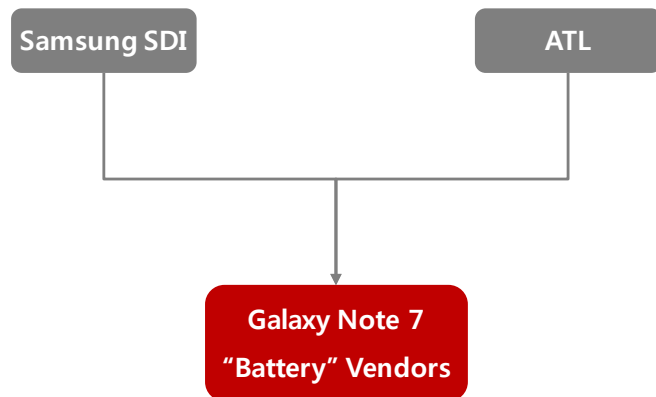 Samsung SDI
ATL
Galaxy Note 7
“Battery” Vendors